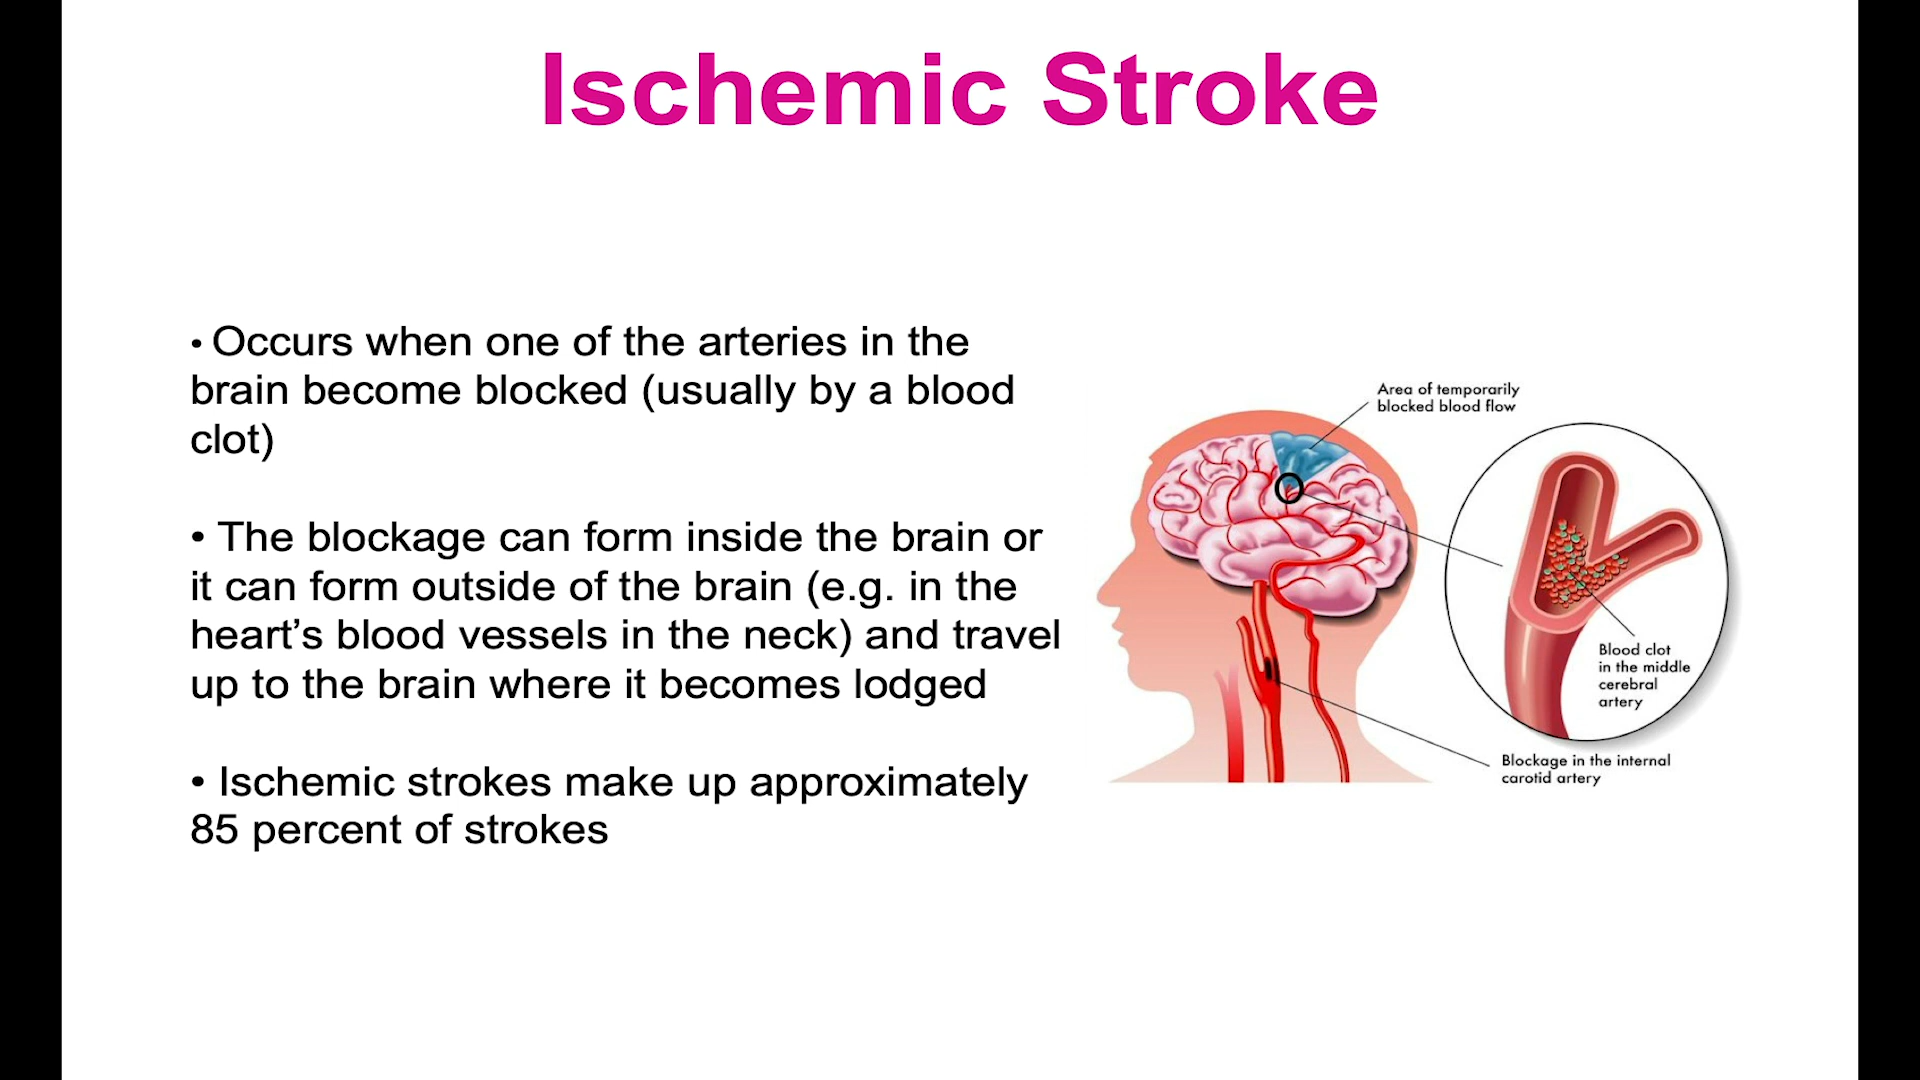 Ischemic Stroke
• Occurs when one of the arteries in the
brain become blocked (usually by a blood
clot)
• The blockage can form inside the brain or
it can form outside of the brain (e.g. in the
heart’s blood vessels in the neck) and travel
up to the brain where it becomes lodged
• Ischemic strokes make up approximately
85 percent of strokes
Area of temporarily
blocked blood flow
Blood clot
in the middle
cerebral
artery
Blockage in the internal
carotid artery